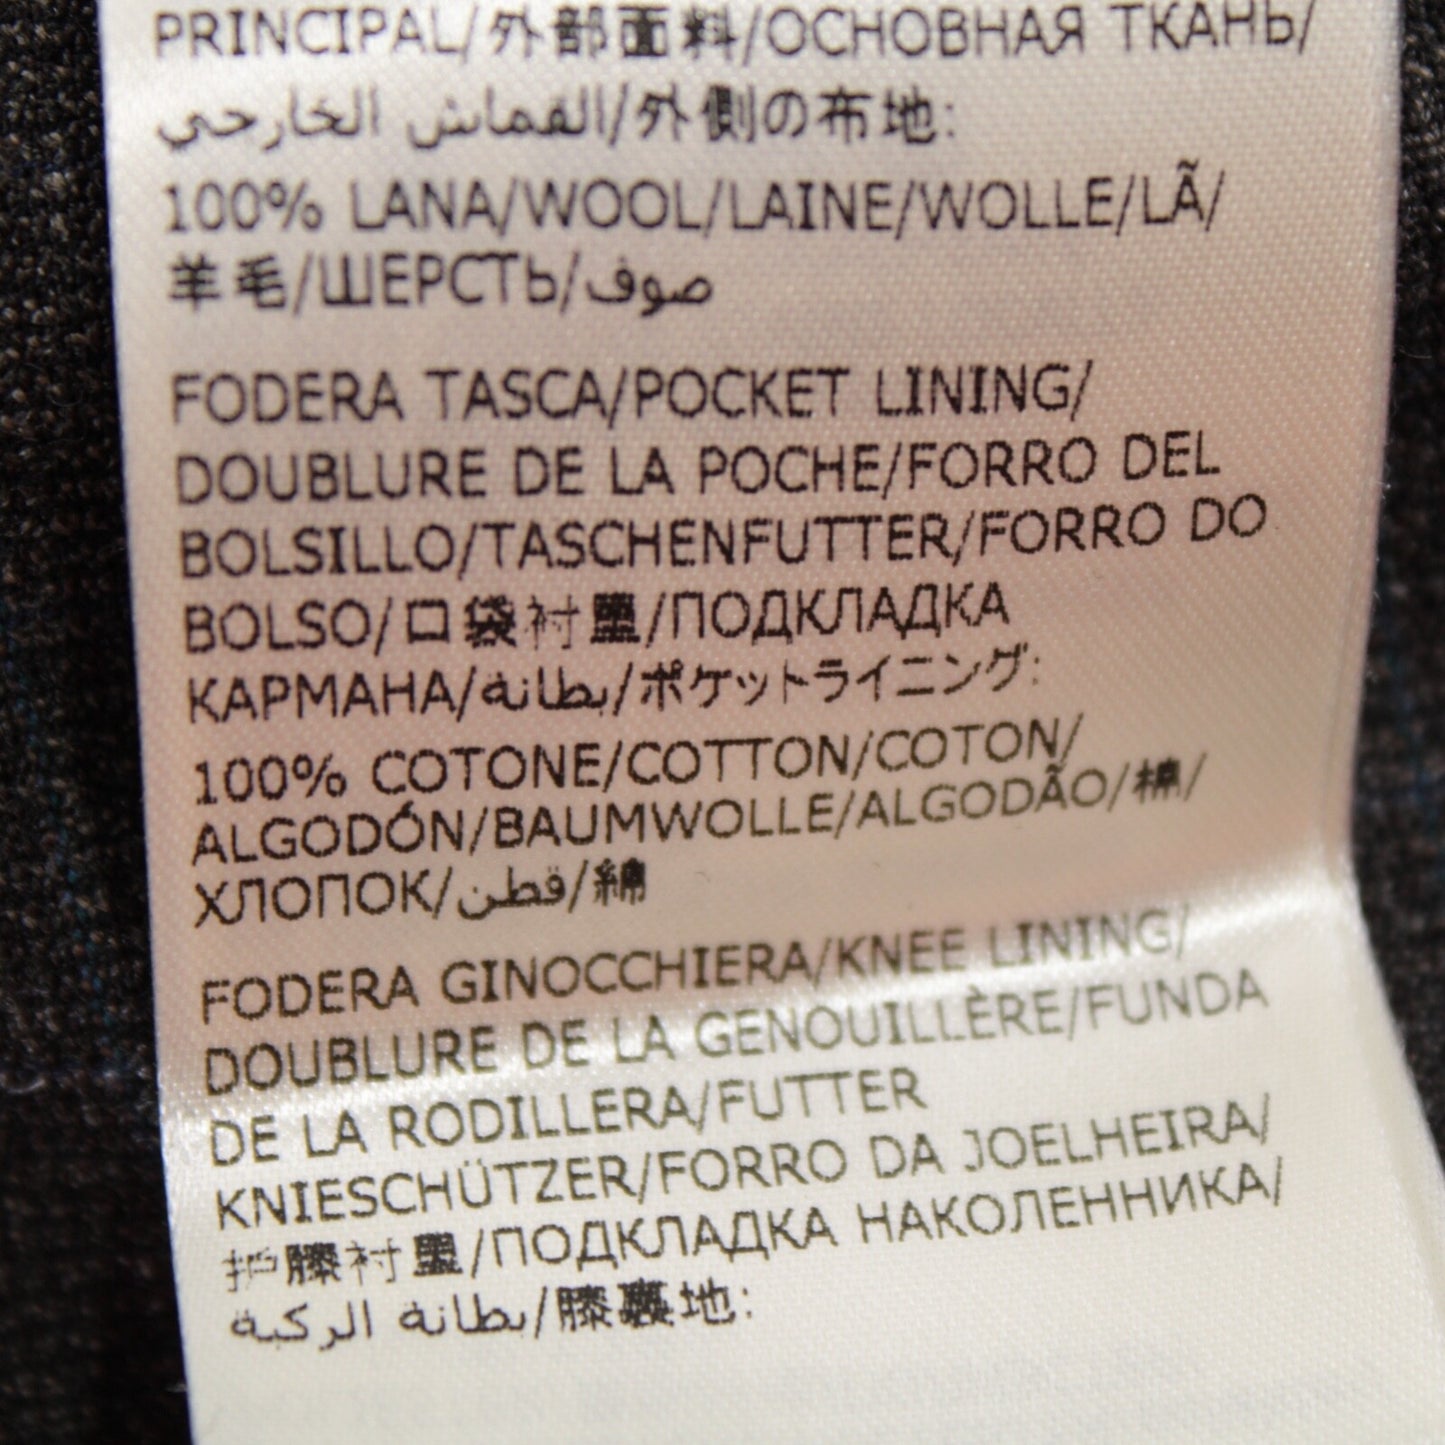 PRINCIPAL/外部面料/ОСНОВНАЯ ТКАНЬ/
القماش الخارجي/外側の布地:
100% LANA/WOOL/LAINE/WOLLE/LÃ/
羊毛/ШЕРСТЬ/صوف
FODERA TASCA/POCKET LINING/
DOUBLURE DE LA POCHE/FORRO DEL
BOLSILLO/TASCHENFUTTER/FORRO DO
BOLSO/口袋衬里/ПОДКЛАДКА
КАРМАНА/بطانة/ポケットライニング:
100% COTONE/COTTON/COTON/
ALGODÓN/BAUMWOLLE/ALGODÃO/棉/
ХЛОПОК/قطن/綿
FODERA GINOCCHIERA/KNEE LINING/
DOUBLURE DE LA GENOUILLÈRE/FUNDA
DE LA RODILLERA/FUTTER
KNIESCHÜTZER/FORRO DA JOELHEIRA/
护膝衬里/ПОДКЛАДКА НАКОЛЕННИКА/
بطانة الركبة/膝裏地: